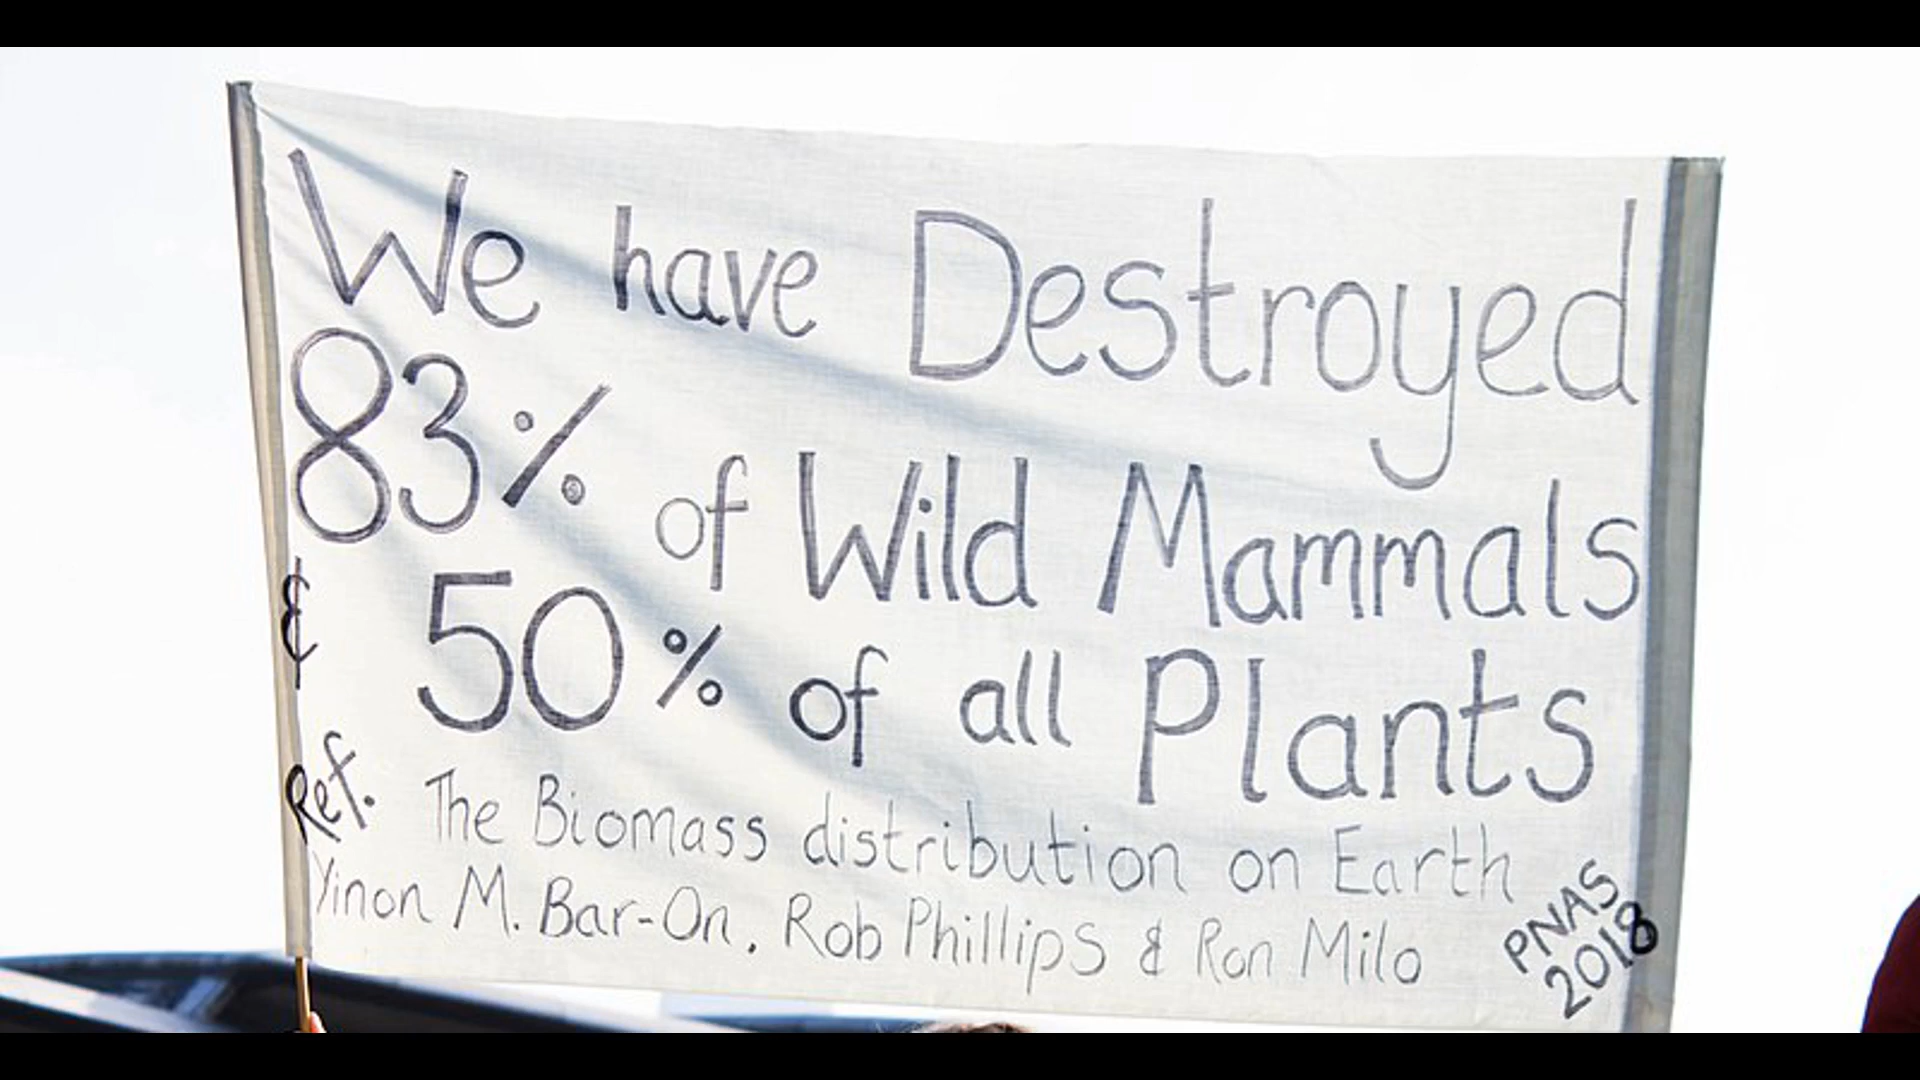 We have Destroyed
83% of Wild Mammals
& 50% of all Plants
Ref. The Biomass distribution on Earth
Yinon M. Bar-On, Rob Phillips & Ron Milo
PNAS
2018